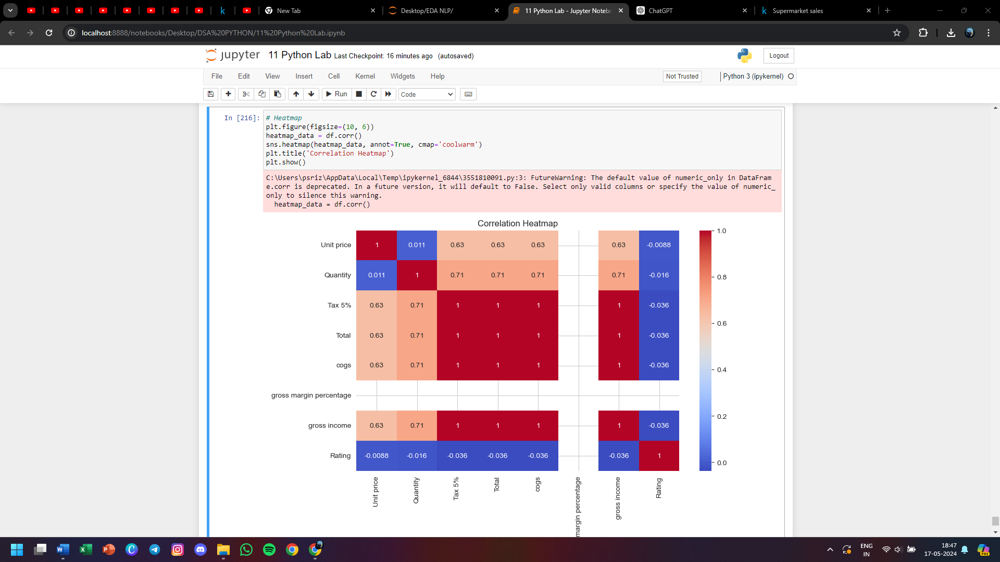 New Tab
Desktop/EDA NLP/
11 Python Lab - Jupyter Notebo
ChatGPT
Supermarket sales
localhost:8888/notebooks/Desktop/DSA%20PYTHON/11%20Python%20Lab.ipynb
jupyter 11 Python Lab Last Checkpoint: 16 minutes ago (autosaved)
Logout
File Edit View Insert Cell Kernel Widgets Help
Not Trusted
Python 3 (ipykernel)
Run
Code
In [216]:
# Heatmap
plt.figure(figsize=(10, 6))
heatmap_data = df.corr()
sns.heatmap(heatmap_data, annot=True, cmap='coolwarm')
plt.title('Correlation Heatmap')
plt.show()
C:\Users\psriz\AppData\Local\Temp\ipykernel_6844\3551810091.py:3: FutureWarning: The default value of numeric_only in DataFram
e.corr is deprecated. In a future version, it will default to False. Select only valid columns or specify the value of numeric_
only to silence this warning.
heatmap_data = df.corr()
Correlation Heatmap
Unit price 1 0.011 0.63 0.63 0.63 0.63 -0.0088
Quantity 0.011 1 0.71 0.71 0.71 0.71 -0.016
Tax 5% 0.63 0.71 1 1 1 1 -0.036
Total 0.63 0.71 1 1 1 1 -0.036
cogs 0.63 0.71 1 1 1 1 -0.036
gross margin percentage
gross income 0.63 0.71 1 1 1 1 -0.036
Rating -0.0088 -0.016 -0.036 -0.036 -0.036 -0.036 1
Unit price
Quantity
Tax 5%
Total
cogs
margin percentage
gross income
Rating
1.0
0.8
0.6
0.4
0.2
0.0
ENG
IN
18:47
17-05-2024
PRE